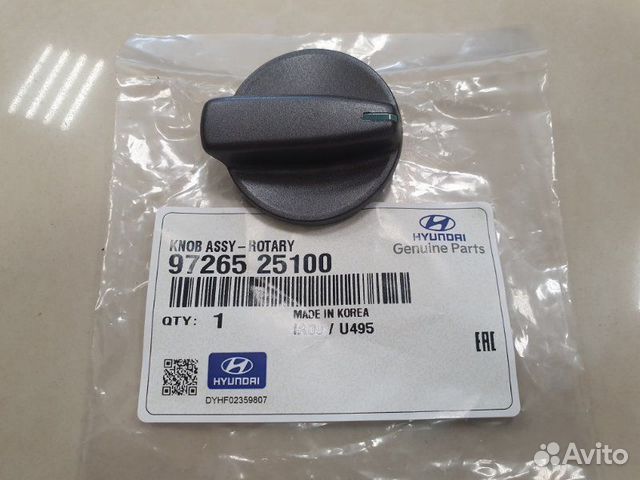 KNOB ASSY-ROTARY
97265 25100
HYUNDAI
Genuine Parts
QTY: 1
MADE IN KOREA
/ U495
HYUNDAI
DYHF02359807
EAC
Avito